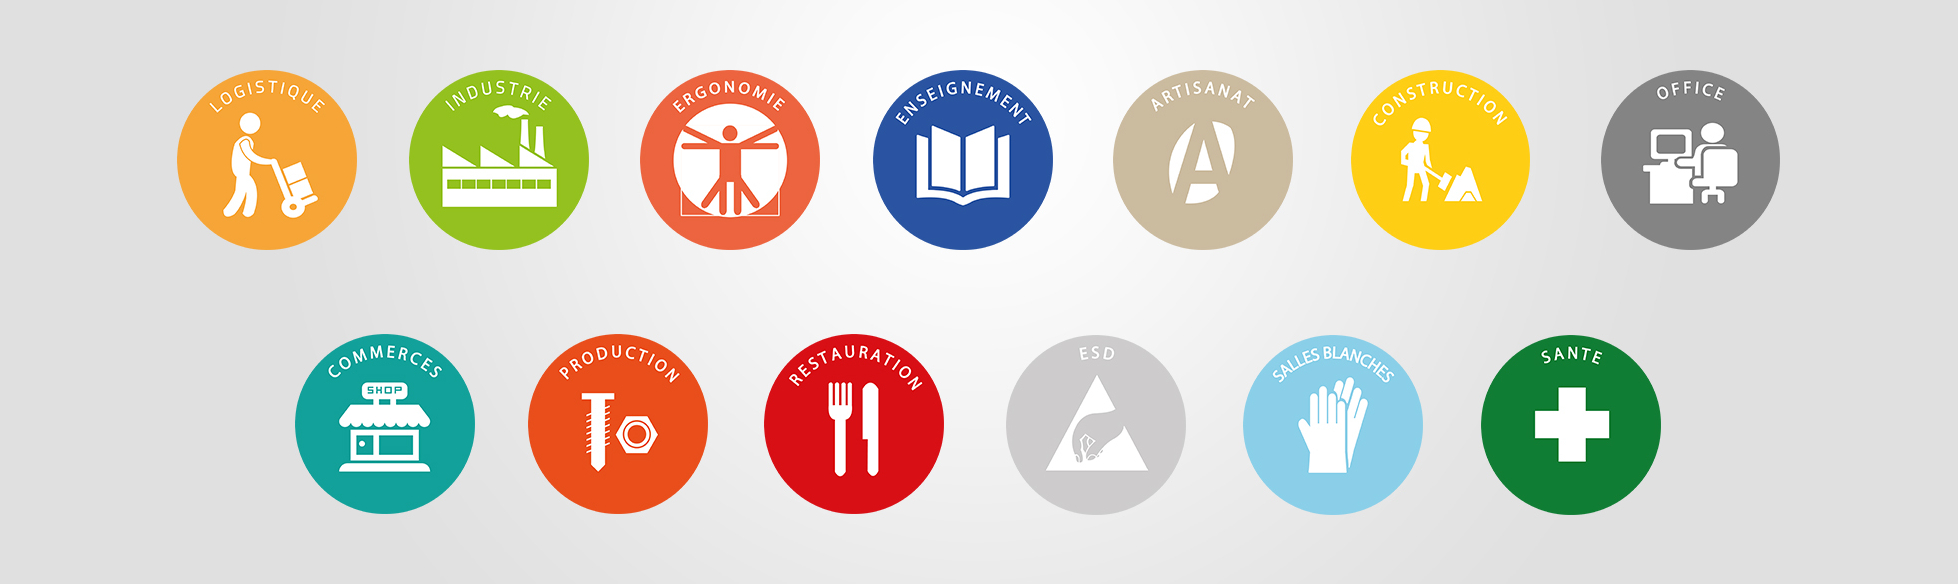 LOGISTIQUE
INDUSTRIE
ERGONOMIE
ENSEIGNEMENT
ARTISANAT
A
CONSTRUCTION
OFFICE
COMMERCES
SHOP
PRODUCTION
RESTAURATION
ESD
SALLES BLANCHES
SANTE